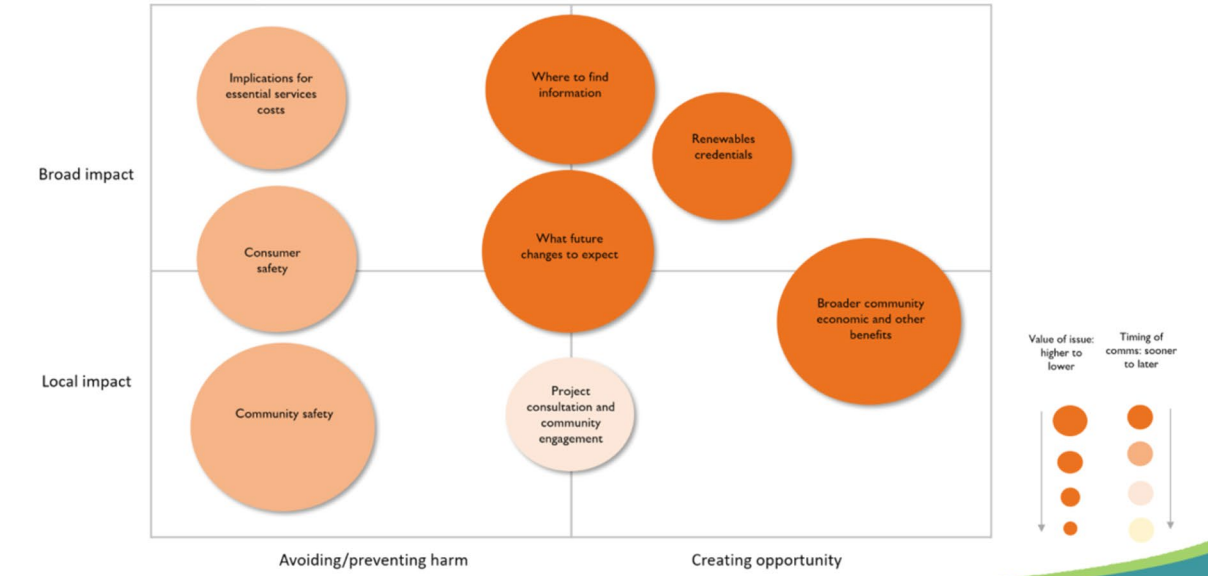 Implications for
essential services
costs
Where to find
information
Renewables
credentials
Broad impact
Consumer
safety
What future
changes to expect
Broader community
economic and other
benefits
Local impact
Community safety
Project
consultation and
community
engagement
Value of issue:
higher to
lower
Timing of
comms: sooner
to later
Avoiding/preventing harm
Creating opportunity